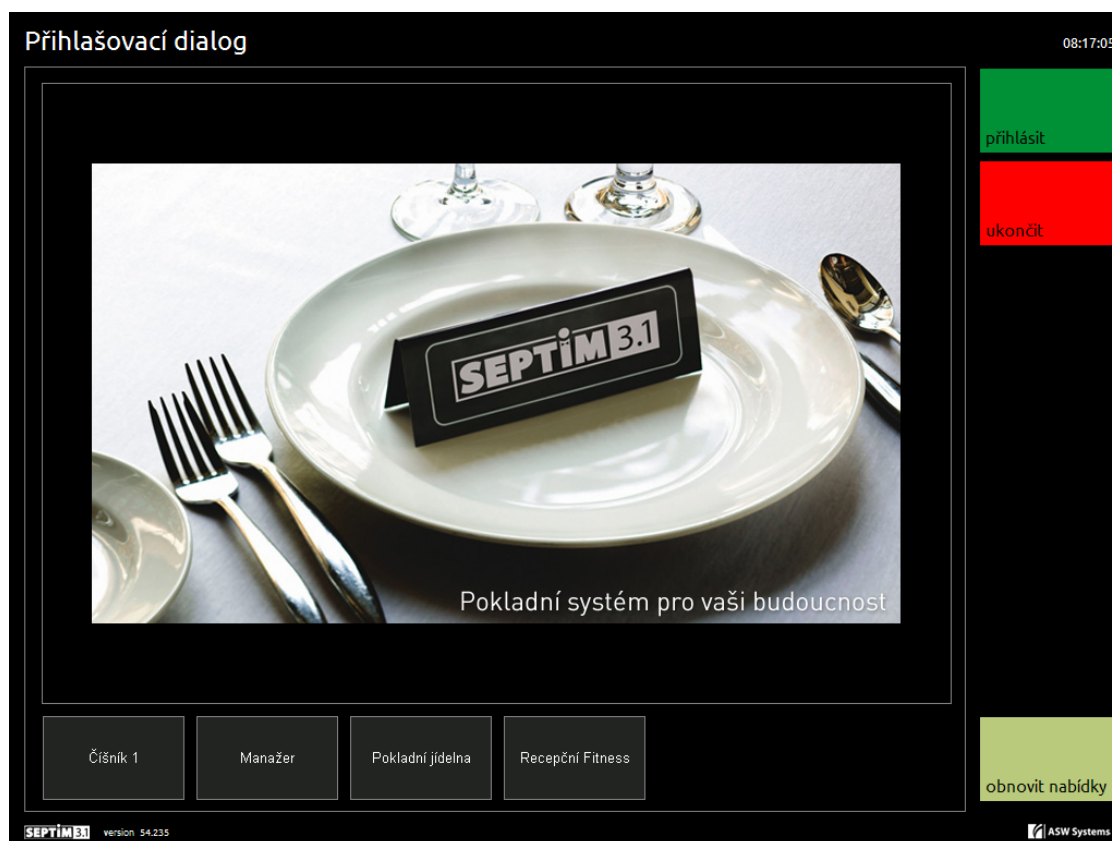 Přihlašovací dialog
08:17:05
přihlásit
ukončit
SEPTIM 3.1
Pokladní systém pro vaši budoucnost
Číšník 1
Manažer
Pokladní jídelna
Recepční Fitness
obnovit nabídky
SEPTIM 3.1 version 54.235
ASW Systems